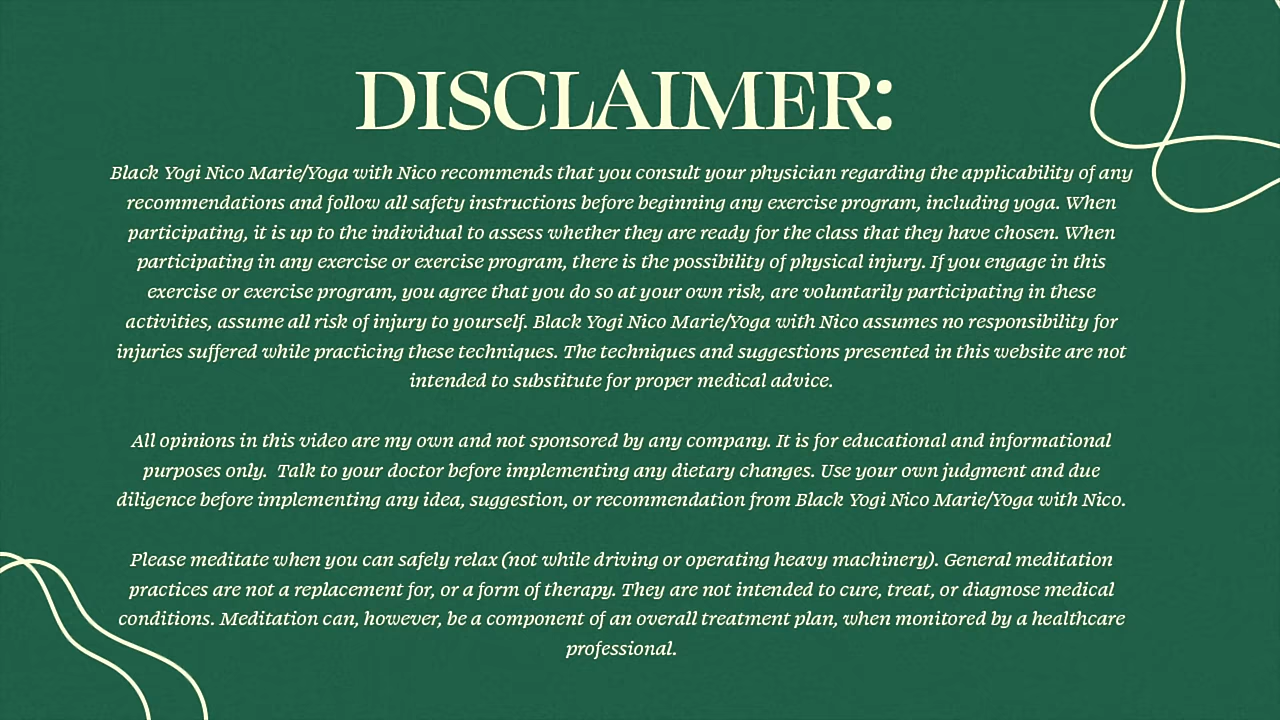 DISCLAIMER:
Black Yogi Nico Marie/Yoga with Nico recommends that you consult your physician regarding the applicability of any
recommendations and follow all safety instructions before beginning any exercise program, including yoga. When
participating, it is up to the individual to assess whether they are ready for the class that they have chosen. When
participating in any exercise or exercise program, there is the possibility of physical injury. If you engage in this
exercise or exercise program, you agree that you do so at your own risk, are voluntarily participating in these
activities, assume all risk of injury to yourself. Black Yogi Nico Marie/Yoga with Nico assumes no responsibility for
injuries suffered while practicing these techniques. The techniques and suggestions presented in this website are not
intended to substitute for proper medical advice.
All opinions in this video are my own and not sponsored by any company. It is for educational and informational
purposes only.  Talk to your doctor before implementing any dietary changes. Use your own judgment and due
diligence before implementing any idea, suggestion, or recommendation from Black Yogi Nico Marie/Yoga with Nico.
Please meditate when you can safely relax (not while driving or operating heavy machinery). General meditation
practices are not a replacement for, or a form of therapy. They are not intended to cure, treat, or diagnose medical
conditions. Meditation can, however, be a component of an overall treatment plan, when monitored by a healthcare
professional.